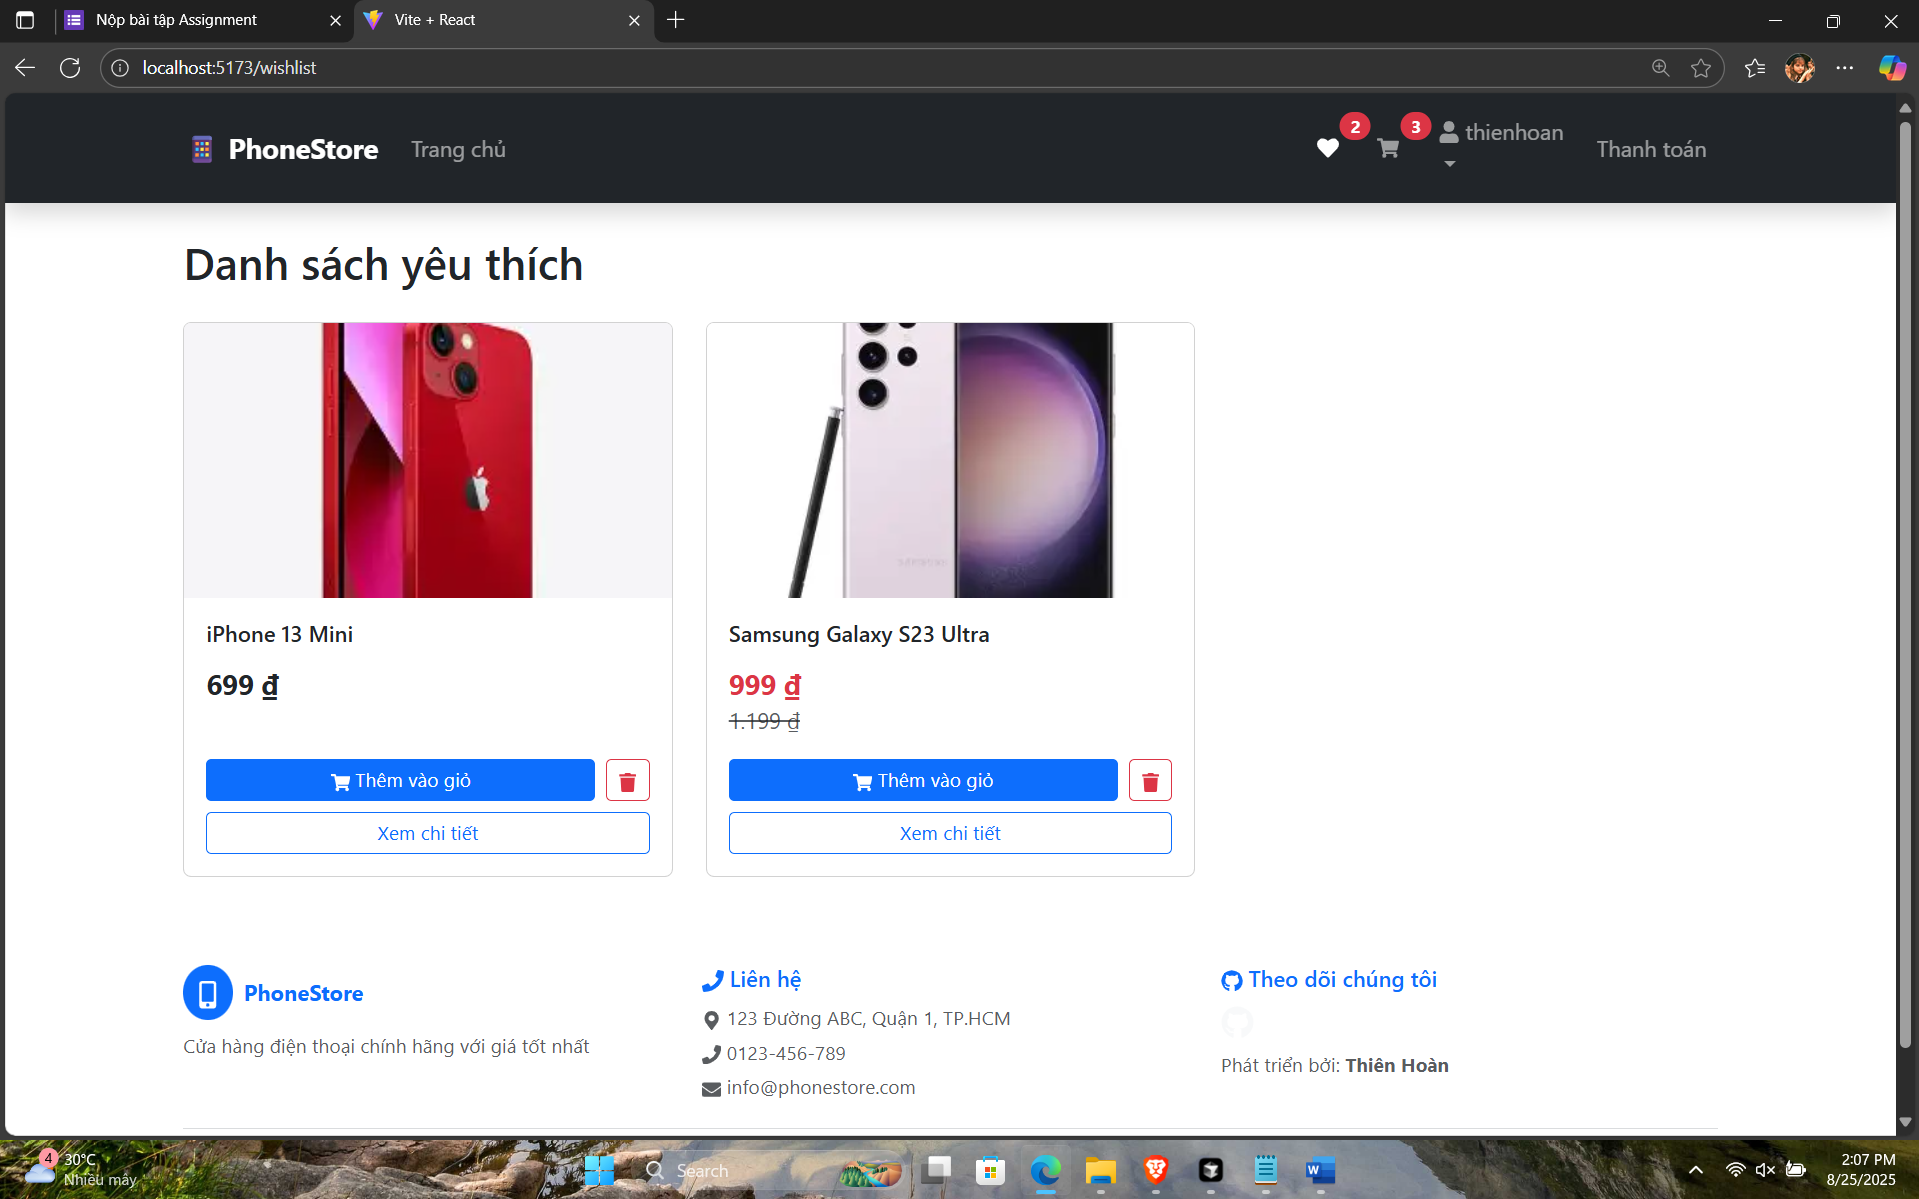 Nộp bài tập Assignment
Vite + React
localhost:5173/wishlist
PhoneStore
Trang chủ
2
3
thienhoan
Thanh toán
Danh sách yêu thích
iPhone 13 Mini
699 ₫
Thêm vào giỏ
Xem chi tiết
Samsung Galaxy S23 Ultra
999 ₫
1.199 ₫
Thêm vào giỏ
Xem chi tiết
PhoneStore
Cửa hàng điện thoại chính hãng với giá tốt nhất
Liên hệ
123 Đường ABC, Quận 1, TP.HCM
0123-456-789
info@phonestore.com
Theo dõi chúng tôi
Phát triển bởi: Thiên Hoàn
4
30°C
Nhiều mây
Search
2:07 PM
8/25/2025